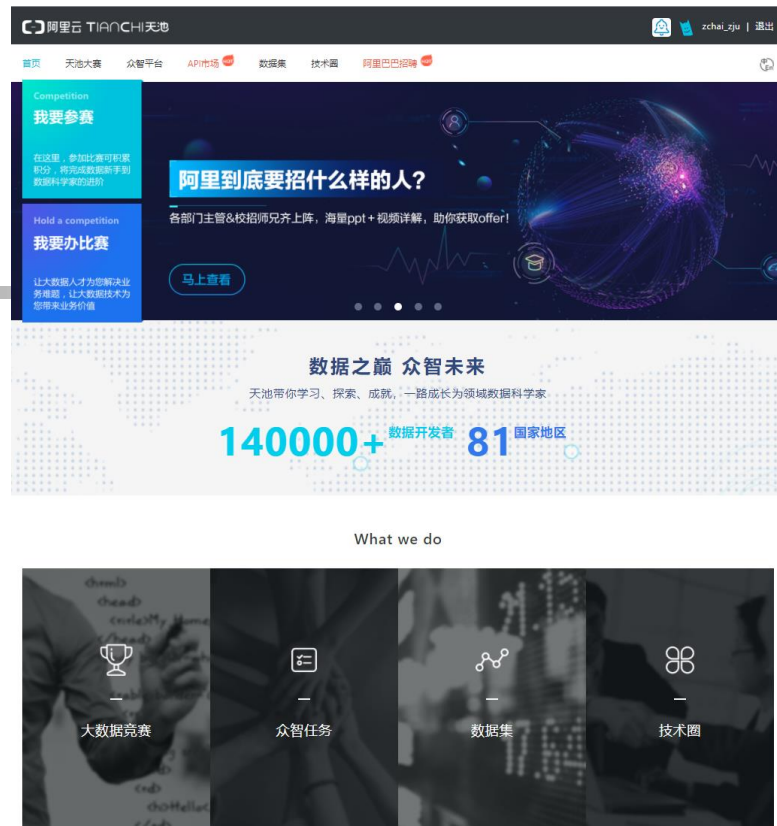 阿里云 TIANCHI天池
zchai_zju | 退出
首页 天池大赛 众智平台 API市场 数据集 技术圈 阿里巴巴招聘
Competition
我要参赛
在这里，参加比赛可积累
积分，将完成数据新手到
数据科学家的进阶
Hold a competition
我要办比赛
让大数据人才为您解决业
务难题，让大数据技术为
您带来业务价值
阿里到底要招什么样的人？
各部门主管&校招师兄齐上阵，海量ppt＋视频详解，助你获取offer！
马上查看
数据之巅 众智未来
天池带你学习、探索、成就，一路成长为领域数据科学家
140000+ 数据开发者 81 国家地区
What we do
<html>
<head>
大数据竞赛
众智任务
数据集
技术圈